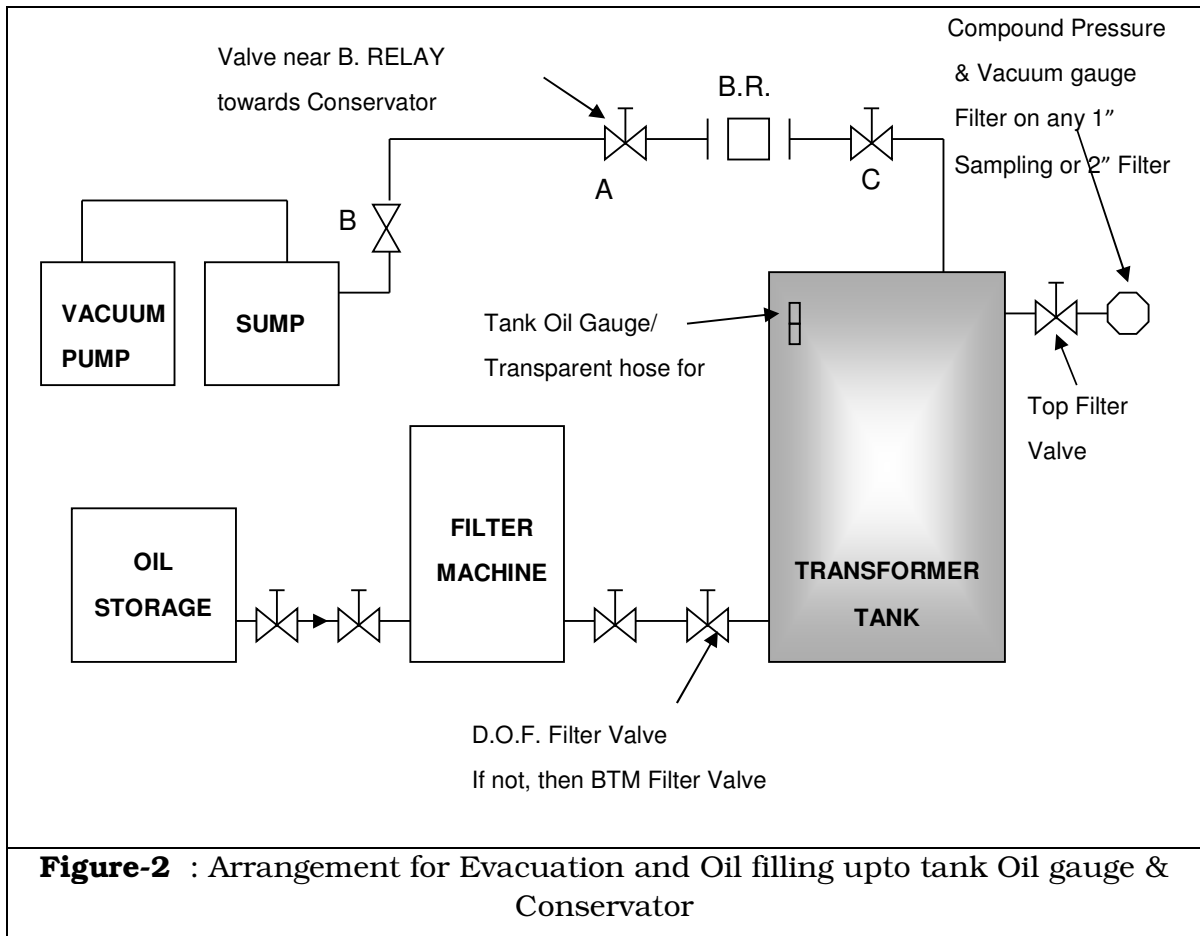 Valve near B. RELAY
towards Conservator
B.R.
Compound Pressure
& Vacuum gauge
Filter on any 1”
Sampling or 2” Filter
A
C
B
VACUUM
PUMP
SUMP
Tank Oil Gauge/
Transparent hose for
Top Filter
Valve
OIL
STORAGE
FILTER
MACHINE
TRANSFORMER
TANK
D.O.F. Filter Valve
If not, then BTM Filter Valve
Figure-2 : Arrangement for Evacuation and Oil filling upto tank Oil gauge &
Conservator